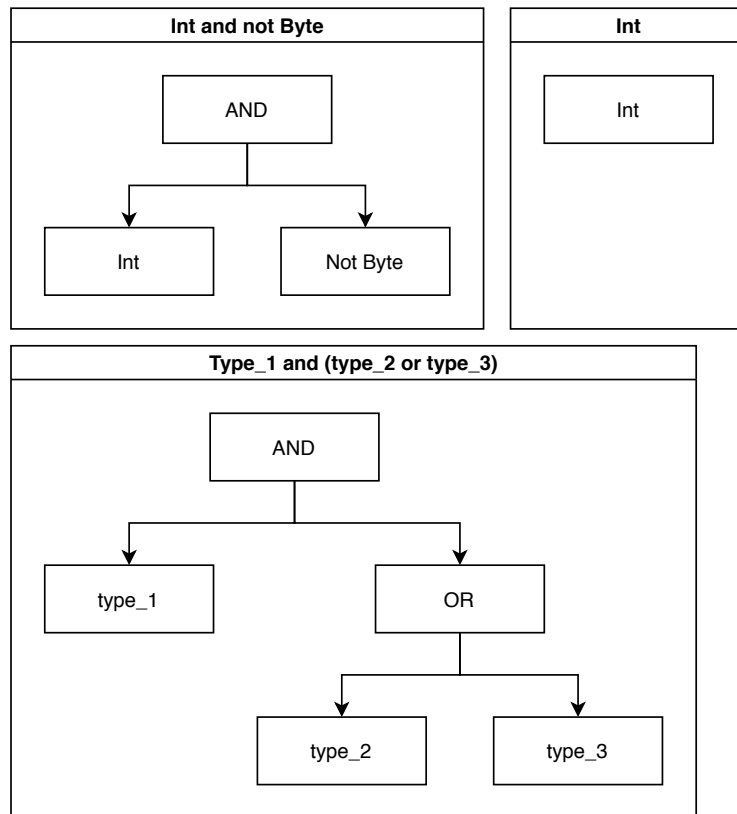 Int and not Byte
AND
Int
Not Byte
Int
Int
Type_1 and (type_2 or type_3)
AND
type_1
OR
type_2
type_3